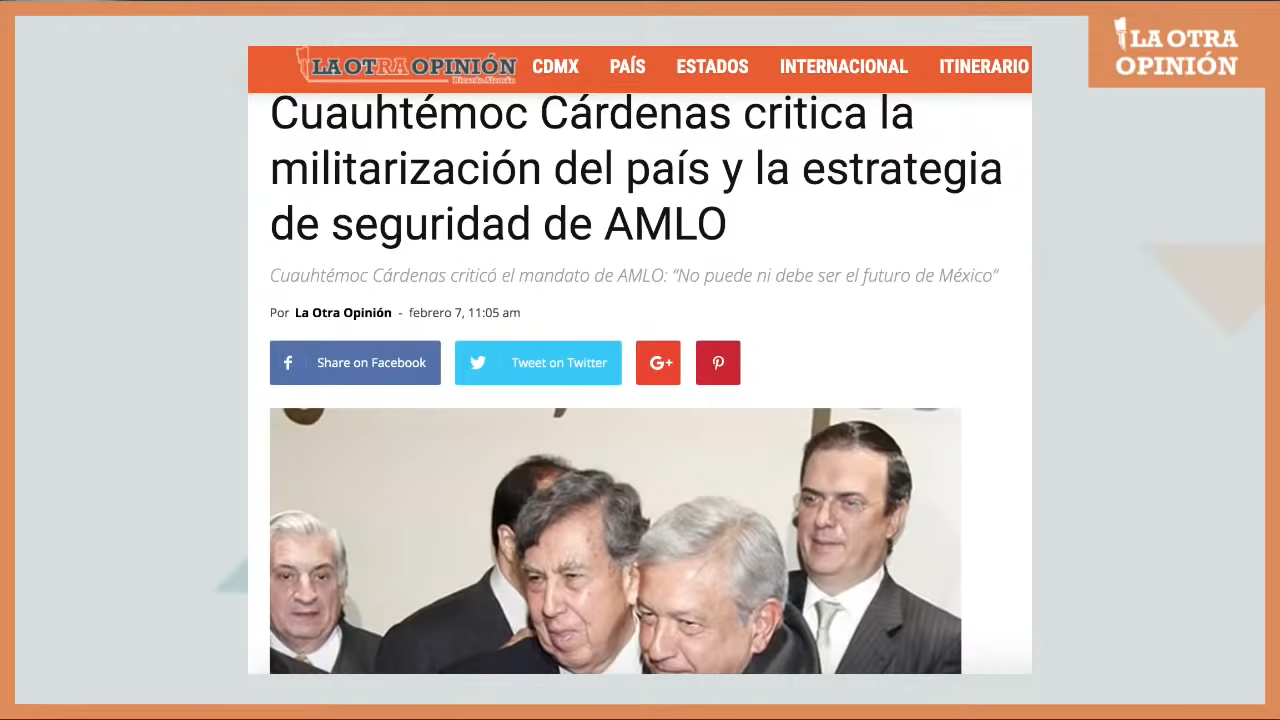 LA OTRA
OPINIÓN
LA OTRA OPINIÓN CDMX PAÍS ESTADOS INTERNACIONAL ITINERARIO
Ricardo Alemán
Cuauhtémoc Cárdenas critica la
militarización del país y la estrategia
de seguridad de AMLO
Cuauhtémoc Cárdenas criticó el mandato de AMLO: “No puede ni debe ser el futuro de México”
Por La Otra Opinión - febrero 7, 11:05 am
f Share on Facebook Tweet on Twitter G+